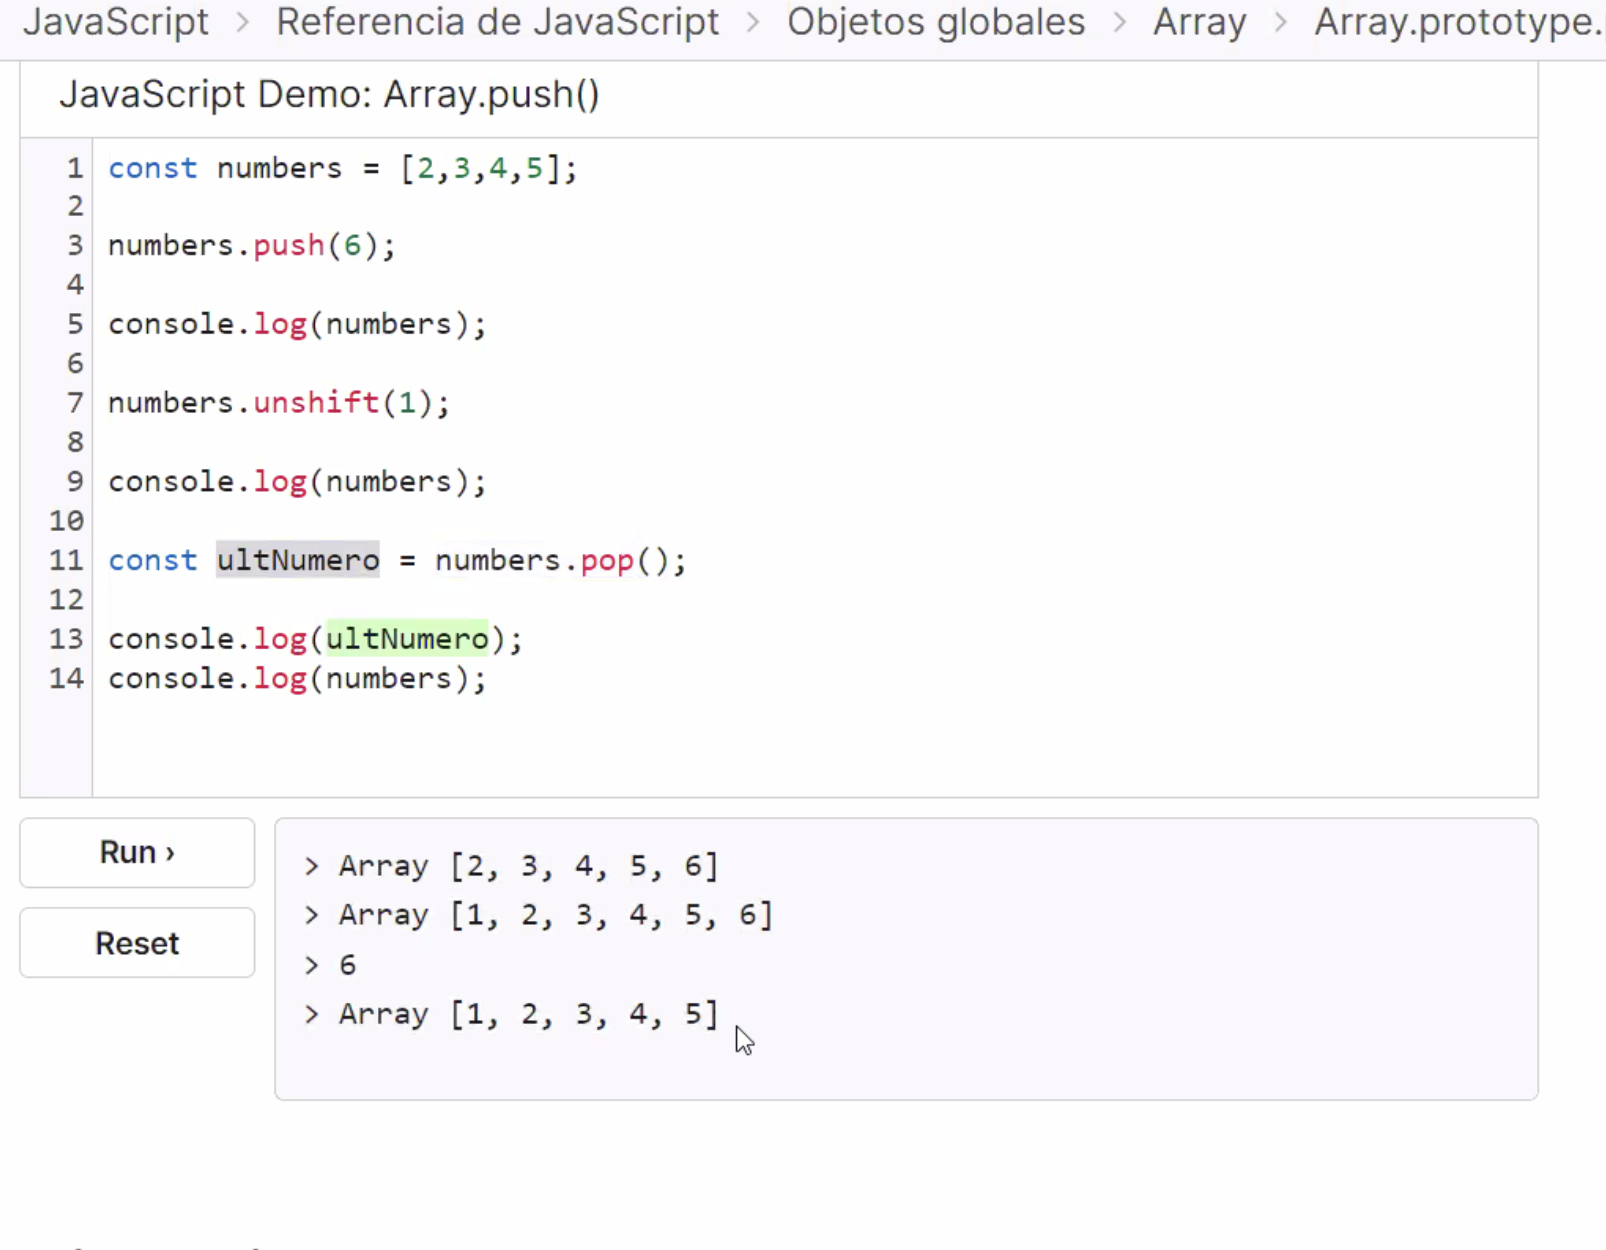 JavaScript > Referencia de JavaScript > Objetos globales > Array > Array.prototype.
JavaScript Demo: Array.push()
1 const numbers = [2,3,4,5];
2
3 numbers.push(6);
4
5 console.log(numbers);
6
7 numbers.unshift(1);
8
9 console.log(numbers);
10
11 const ultNumero = numbers.pop();
12
13 console.log(ultNumero);
14 console.log(numbers);
Run ›
Reset
> Array [2, 3, 4, 5, 6]
> Array [1, 2, 3, 4, 5, 6]
> 6
> Array [1, 2, 3, 4, 5]